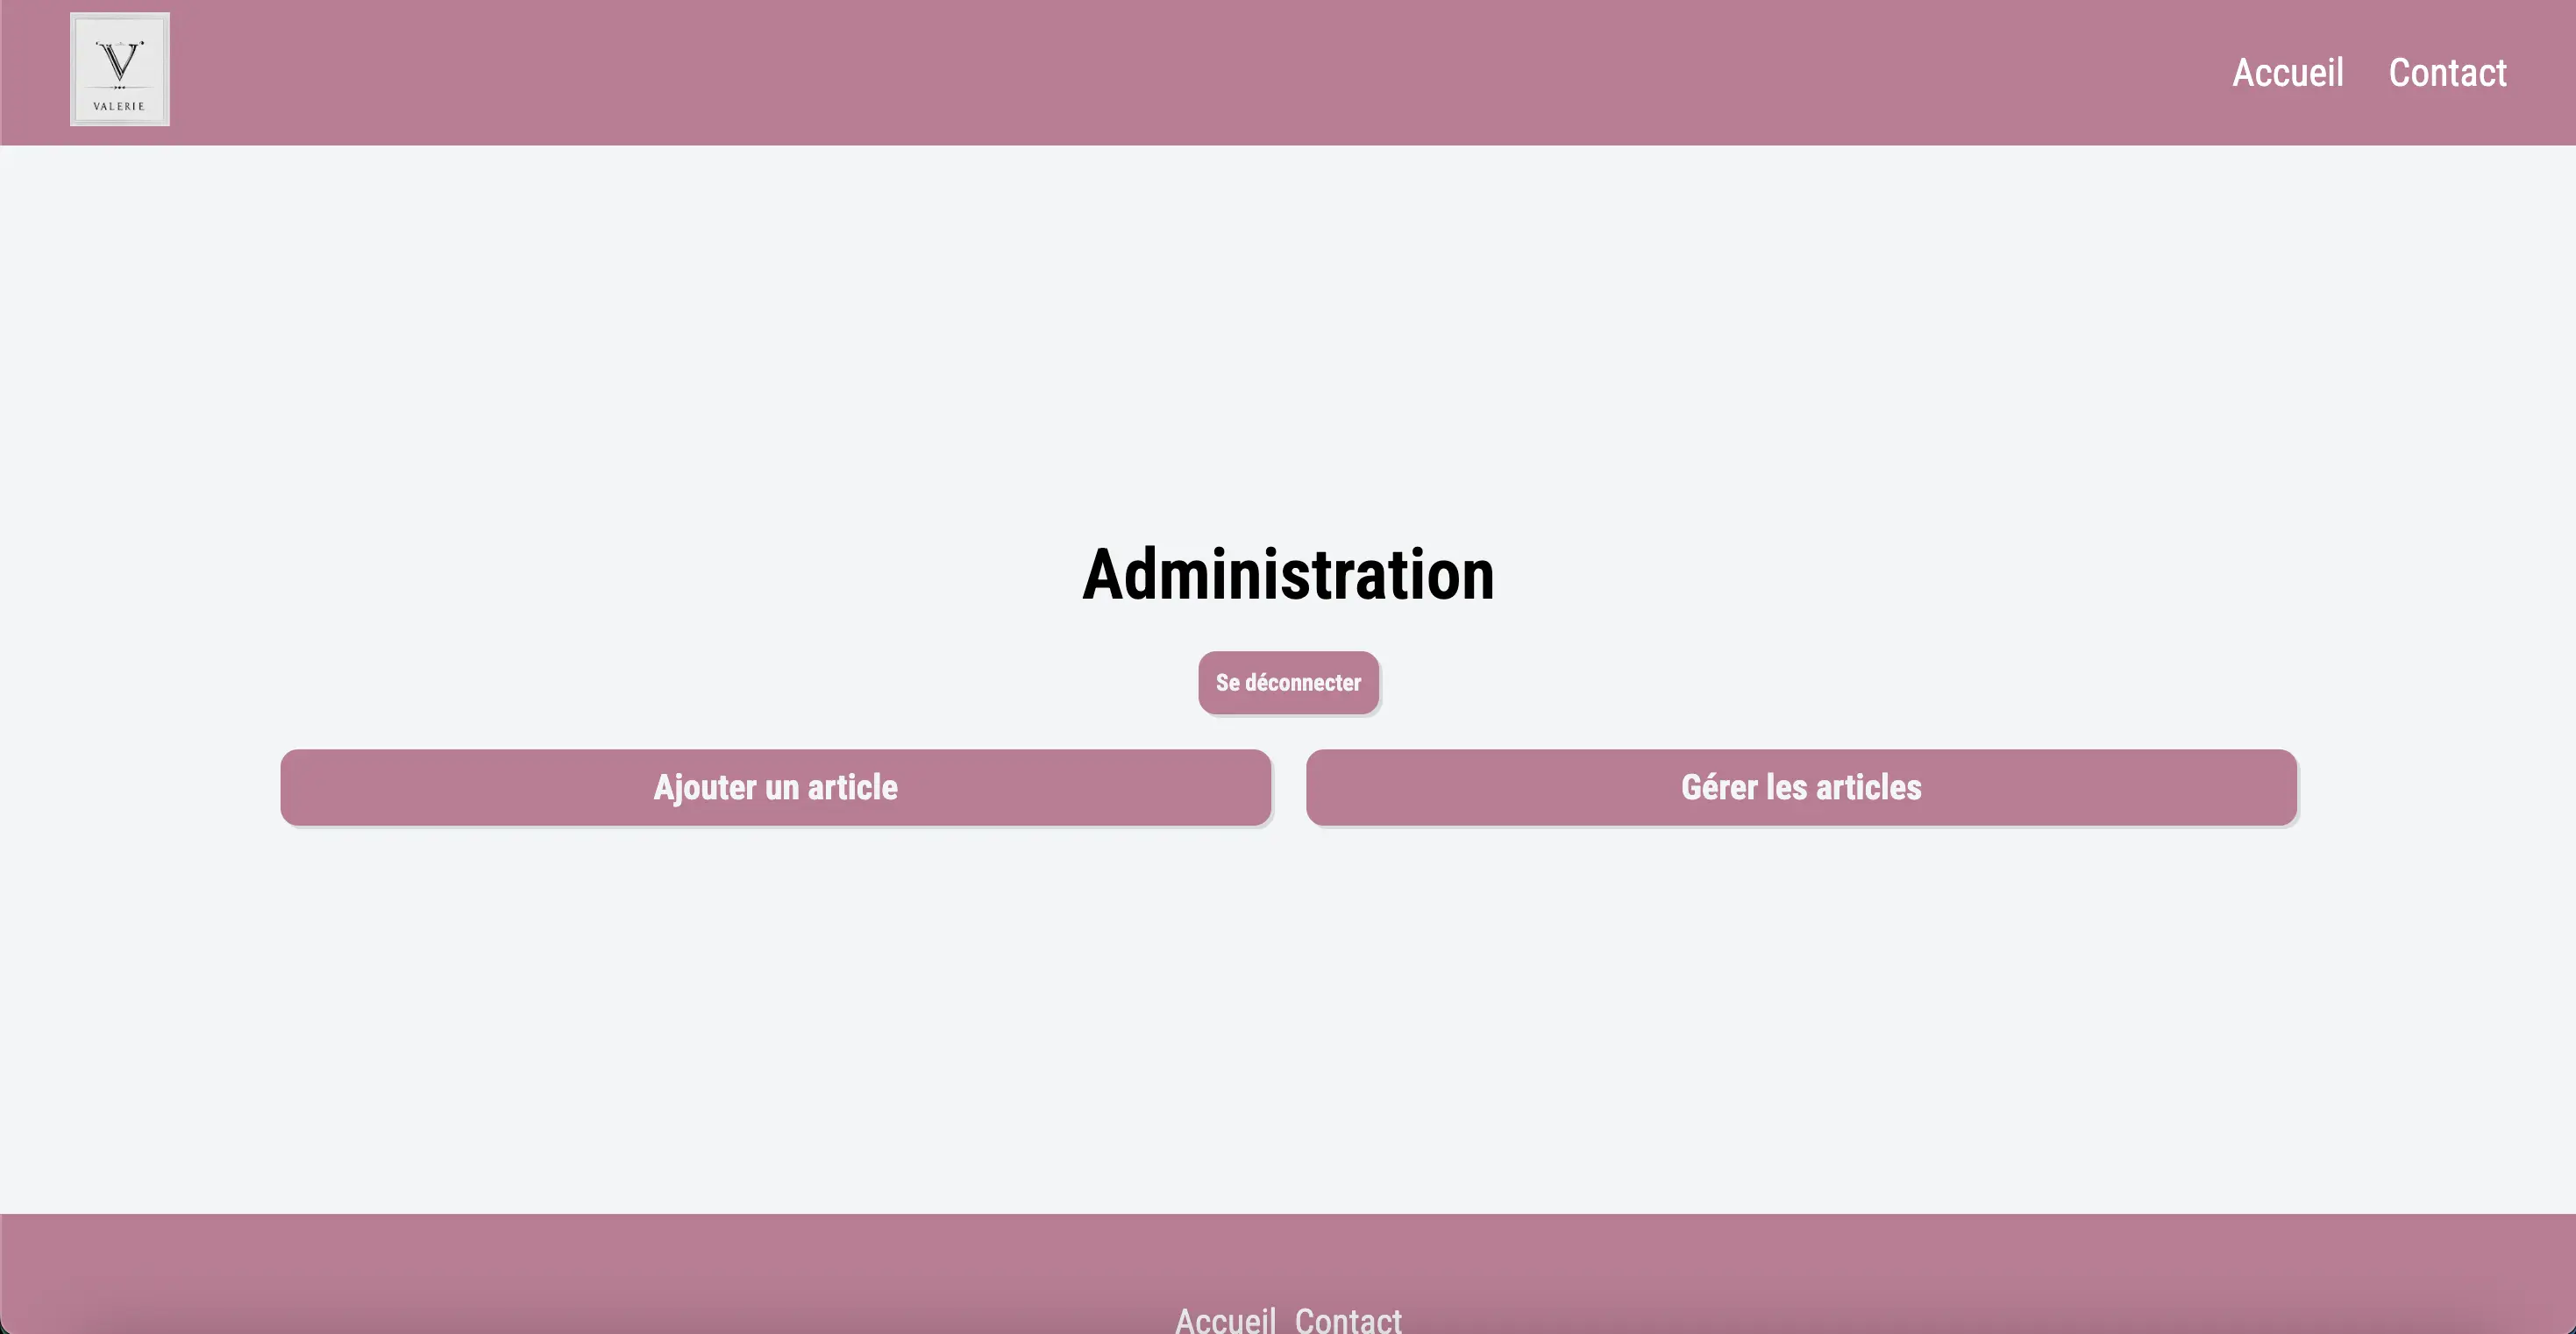 V
VALERIE
Accueil Contact
Administration
Se déconnecter
Ajouter un article Gérer les articles
Accueil Contact